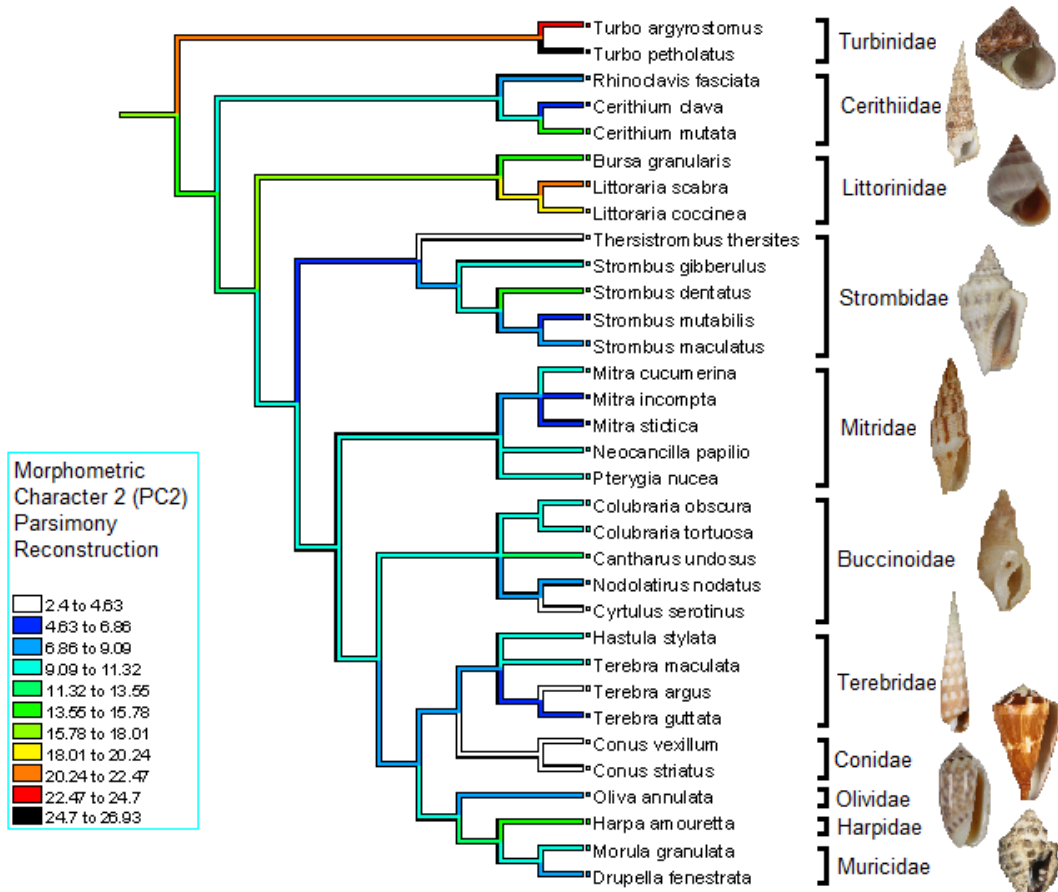 Turbo argyrostomus
Turbo petholatus
Turbinidae
Rhinoclavis fasciata
Cerithium clava
Cerithium mutata
Cerithiidae
Bursa granularis
Littoraria scabra
Littoraria coccinea
Littorinidae
Thersistrombus thersites
Strombus gibberulus
Strombus dentatus
Strombus mutabilis
Strombus maculatus
Strombidae
Mitra cucumerina
Mitra incompta
Mitra stictica
Neocancilla papilio
Pterygia nucea
Mitridae
Colubraria obscura
Colubraria tortuosa
Cantharus undosus
Nodolatirus nodatus
Cyrtulus serotinus
Buccinoidae
Hastula stylata
Terebra maculata
Terebra argus
Terebra guttata
Terebridae
Conus vexillum
Conus striatus
Conidae
Oliva annulata
Olividae
Harpa amouretta
Harpidae
Morula granulata
Drupella fenestrata
Muricidae
Morphometric
Character 2 (PC2)
Parsimony
Reconstruction
2.4 to 4.63
4.63 to 6.86
6.86 to 9.09
9.09 to 11.32
11.32 to 13.55
13.55 to 15.78
15.78 to 18.01
18.01 to 20.24
20.24 to 22.47
22.47 to 24.7
24.7 to 26.93